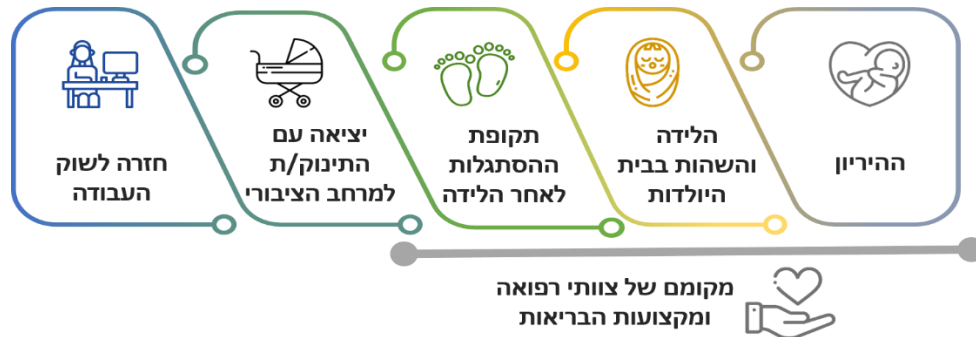 ההיריון
הלידה
והשהות בבית
היולדות
תקופת
ההסתגלות
לאחר הלידה
יציאה עם
התינוק/ת
למרחב הציבורי
חזרה לשוק
העבודה
מקומם של צוותי רפואה
ומקצועות הבריאות